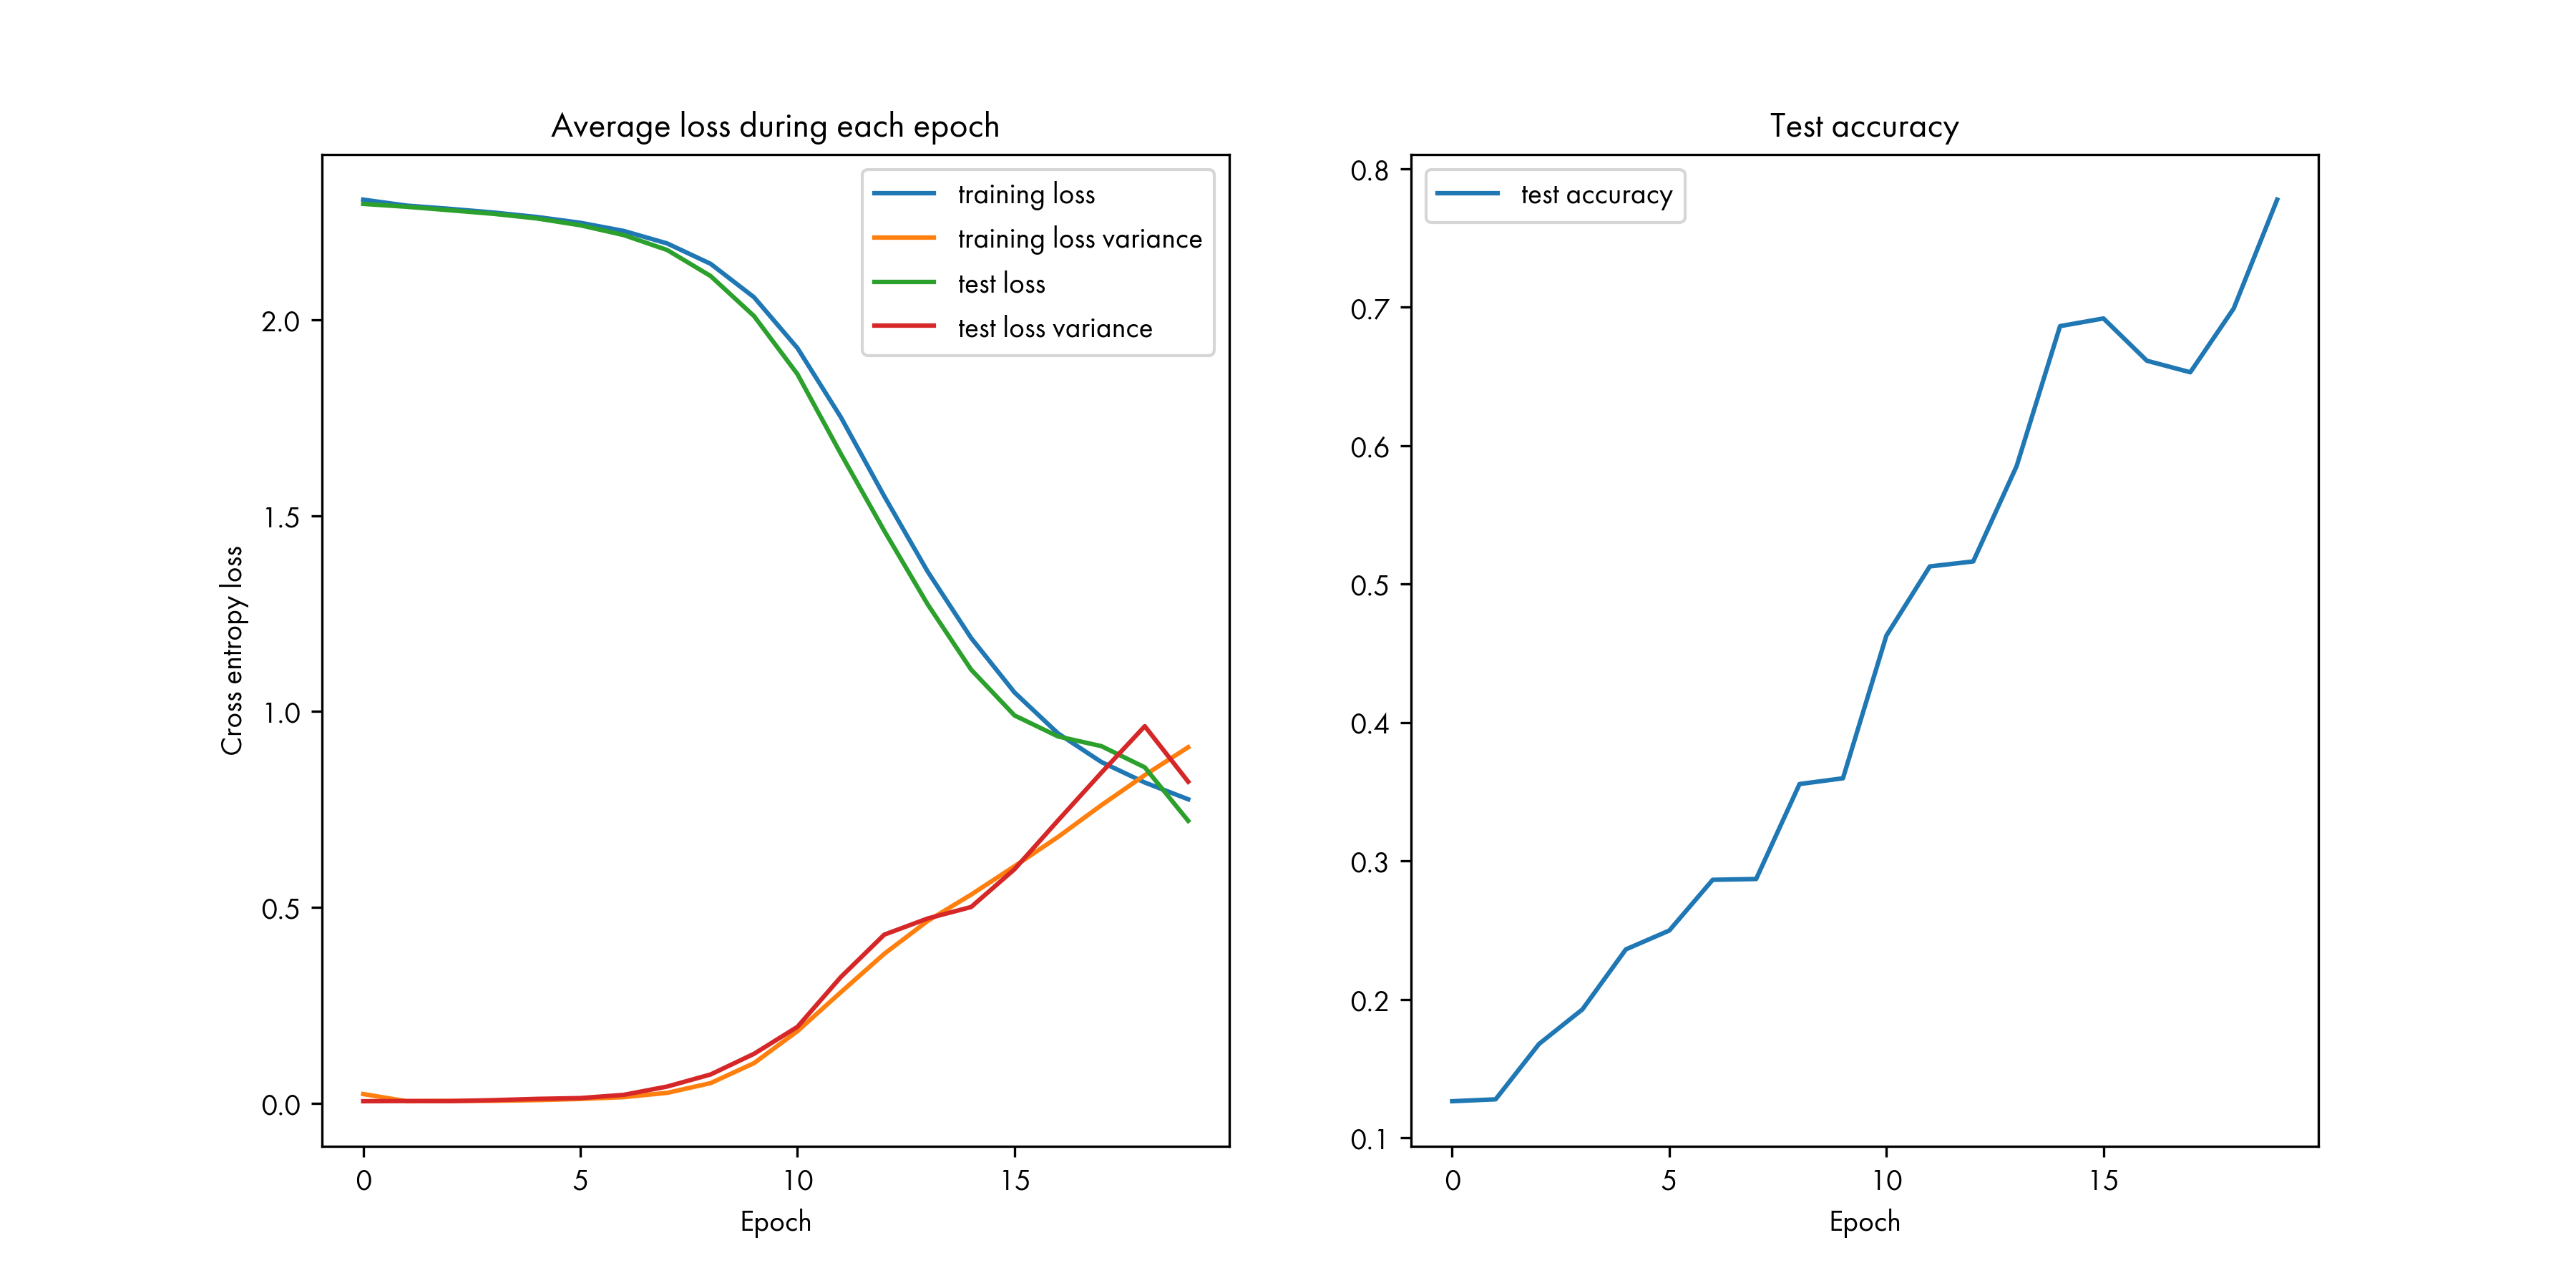 Average loss during each epoch
training loss
training loss variance
test loss
test loss variance
2.0
1.5
1.0
0.5
0.0
Cross entropy loss
0 5 10 15
Epoch
Test accuracy
test accuracy
0.8
0.7
0.6
0.5
0.4
0.3
0.2
0.1
0 5 10 15
Epoch